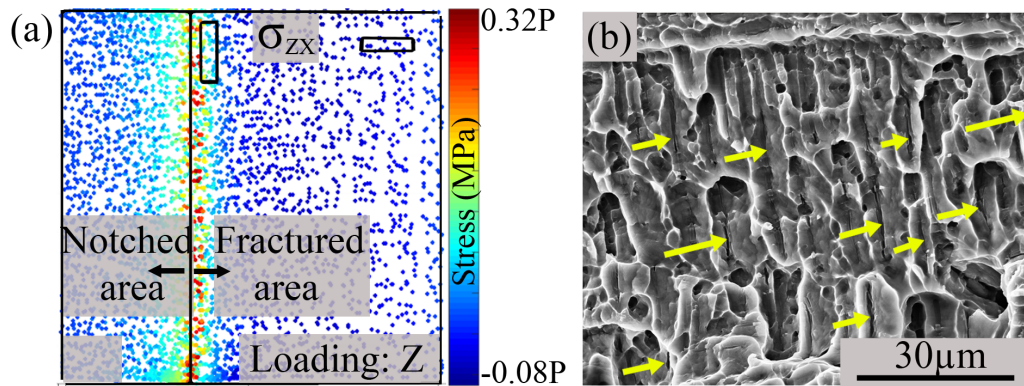 (a)
σZX
0.32P
Stress (MPa)
-0.08P
Notched
area
Fractured
area
Loading: Z
(b)
30µm